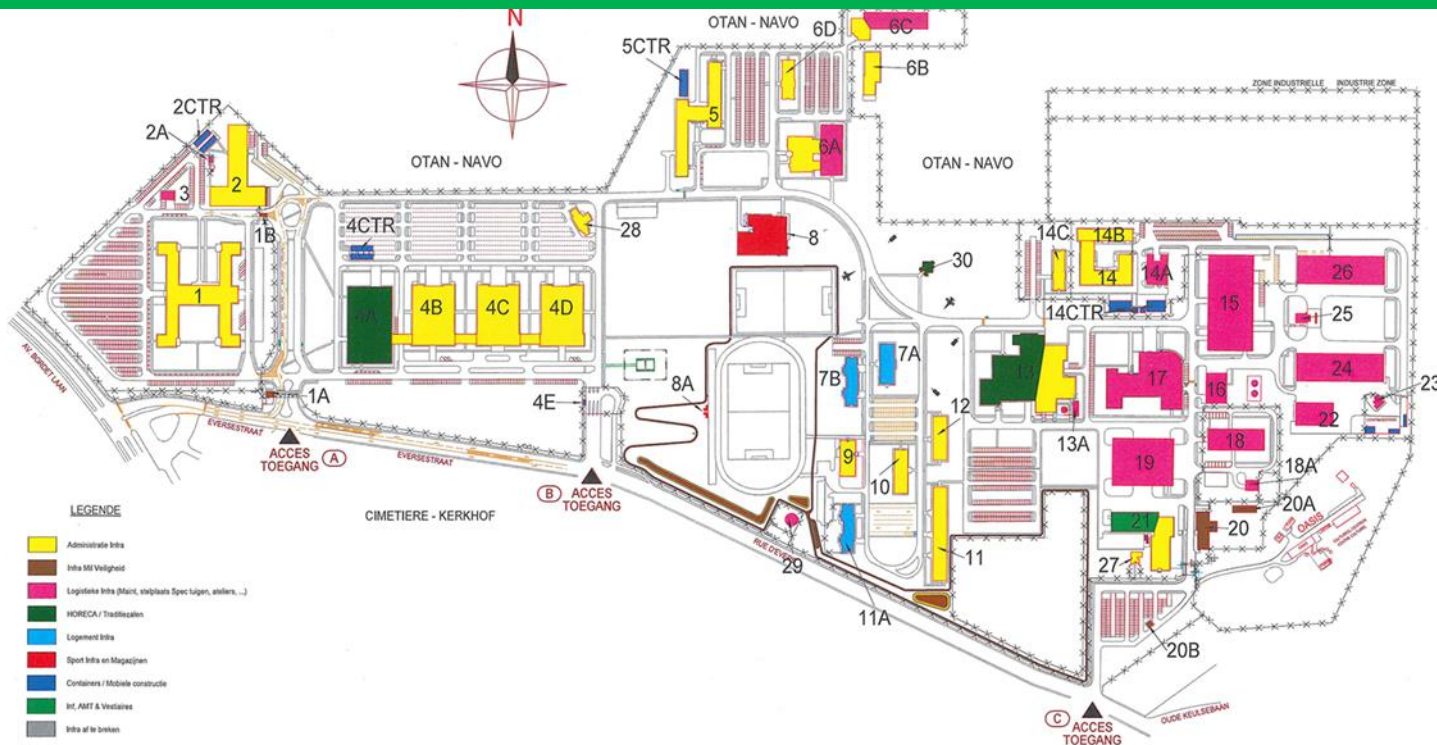 N
OTAN - NAVO
6D
6C
5CTR
6B
ZONE INDUSTRIELLE   INDUSTRIE ZONE
2CTR
2A
5
6A
OTAN - NAVO
OTAN - NAVO
3
2
1B
4CTR
28
8
14C
14B
30
14
14A
15
26
1
4A
4B
4C
4D
14CTR
25
7A
7B
13
17
24
AV. BORDET LAAN
1A
4E
8A
12
13A
16
22
23
EVERSESTRAAT
ACCES
TOEGANG
A
EVERSESTRAAT
9
10
19
18
18A
B
ACCES
TOEGANG
20A
LEGENDE
CIMETIERE - KERKHOF
21
20
OASIS
RUE D'EVERE
29
11
27
11A
20B
Administratie Infra
Infra Mil Veiligheid
Logistieke Infra (Maint, stelplaats Spec tuigen, ateliers, ...)
HORECA / Traditiezalen
Logement Infra
Sport Infra en Magazijnen
Containers / Mobiele constructie
Inf, AMT & Vestiaires
Infra af te breken
C
ACCES
TOEGANG
OUDE KEULSEBAAN